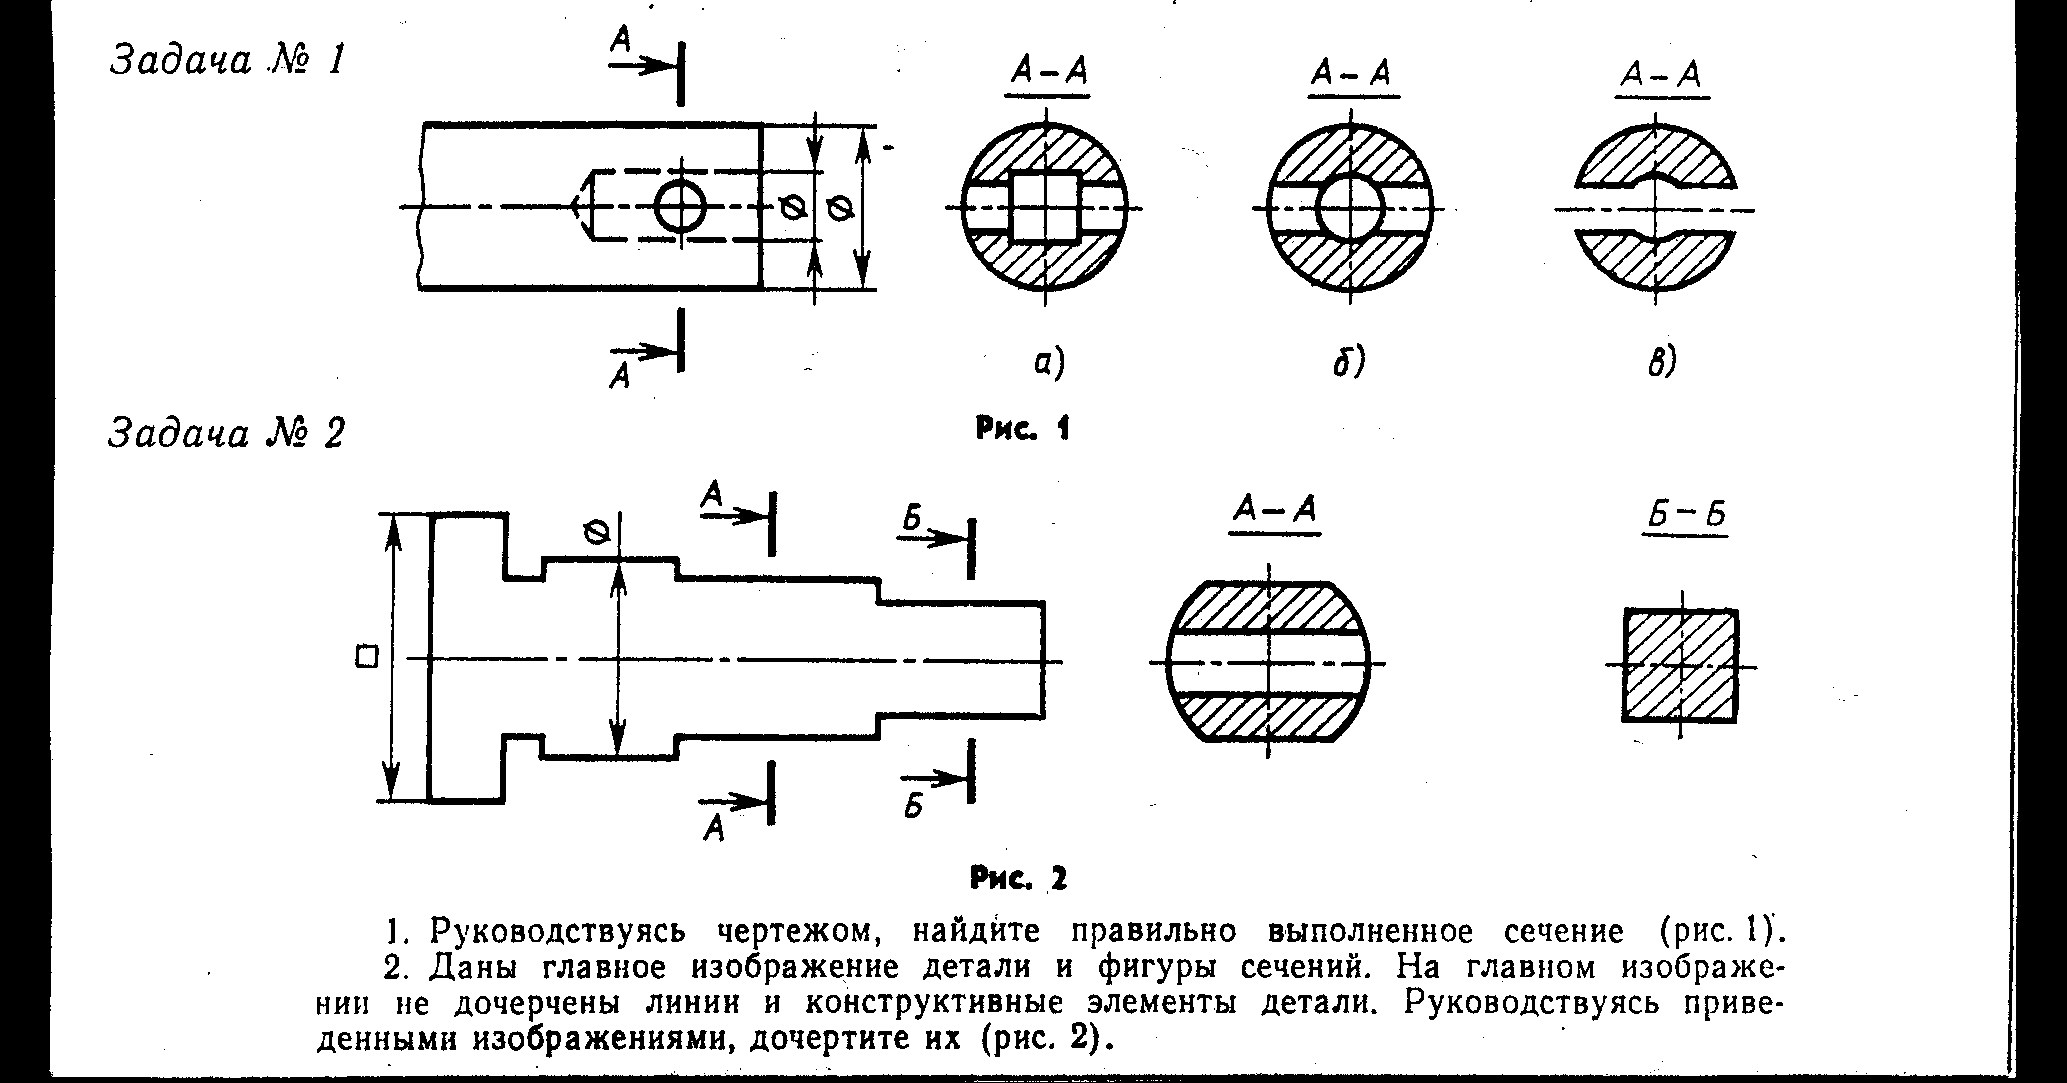 Задача № 1
А
А-А
А-А
А-А
Ø
Ø
А
а)
б)
в)
Рис. 1
Задача № 2
А
Б
А-А
Б-Б
Ø
□
А
Б
Рис. 2
1. Руководствуясь чертежом, найдите правильно выполненное сечение (рис. 1).
2. Даны главное изображение детали и фигуры сечений. На главном изображе-
нии не дочерчены линии и конструктивные элементы детали. Руководствуясь приве-
денными изображениями, дочертите их (рис. 2).